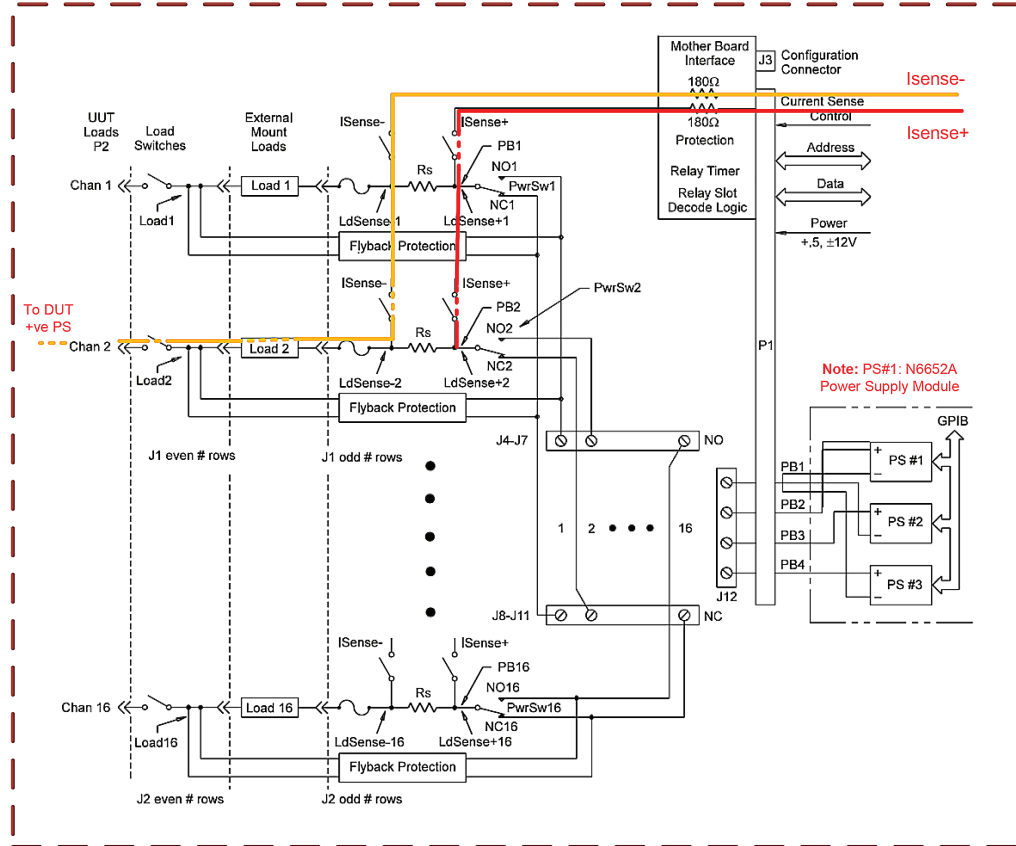 Mother Board
Interface
J3
Configuration
Connector
180Ω
Isense-
Current Sense
180Ω
Control
Isense+
Protection
Address
Relay Timer
Data
Relay Slot
Decode Logic
Power
+,5, ±12V
P1
UUT
Loads
P2
Load
Switches
External
Mount
Loads
ISense-
ISense+
PB1
NO1
Chan 1
Load 1
Rs
PwrSw1
NC1
Load1
LdSense-1
LdSense+1
Flyback Protection
ISense-
ISense+
PwrSw2
To DUT
+ve PS
PB2
NO2
Chan 2
Load 2
Rs
NC2
Load2
LdSense-2
LdSense+2
Flyback Protection
Note: PS#1: N6652A
Power Supply Module
GPIB
J4-J7
NO
J1 even # rows
J1 odd # rows
PB1
PS #1
+
−
PB2
PS #2
+
−
PB3
PB4
PS #3
+
−
1
2
16
J12
J8-J11
NC
ISense-
ISense+
PB16
NO16
Chan 16
Load 16
Rs
PwrSw16
NC16
Load16
LdSense-16
LdSense+16
Flyback Protection
J2 even # rows
J2 odd # rows